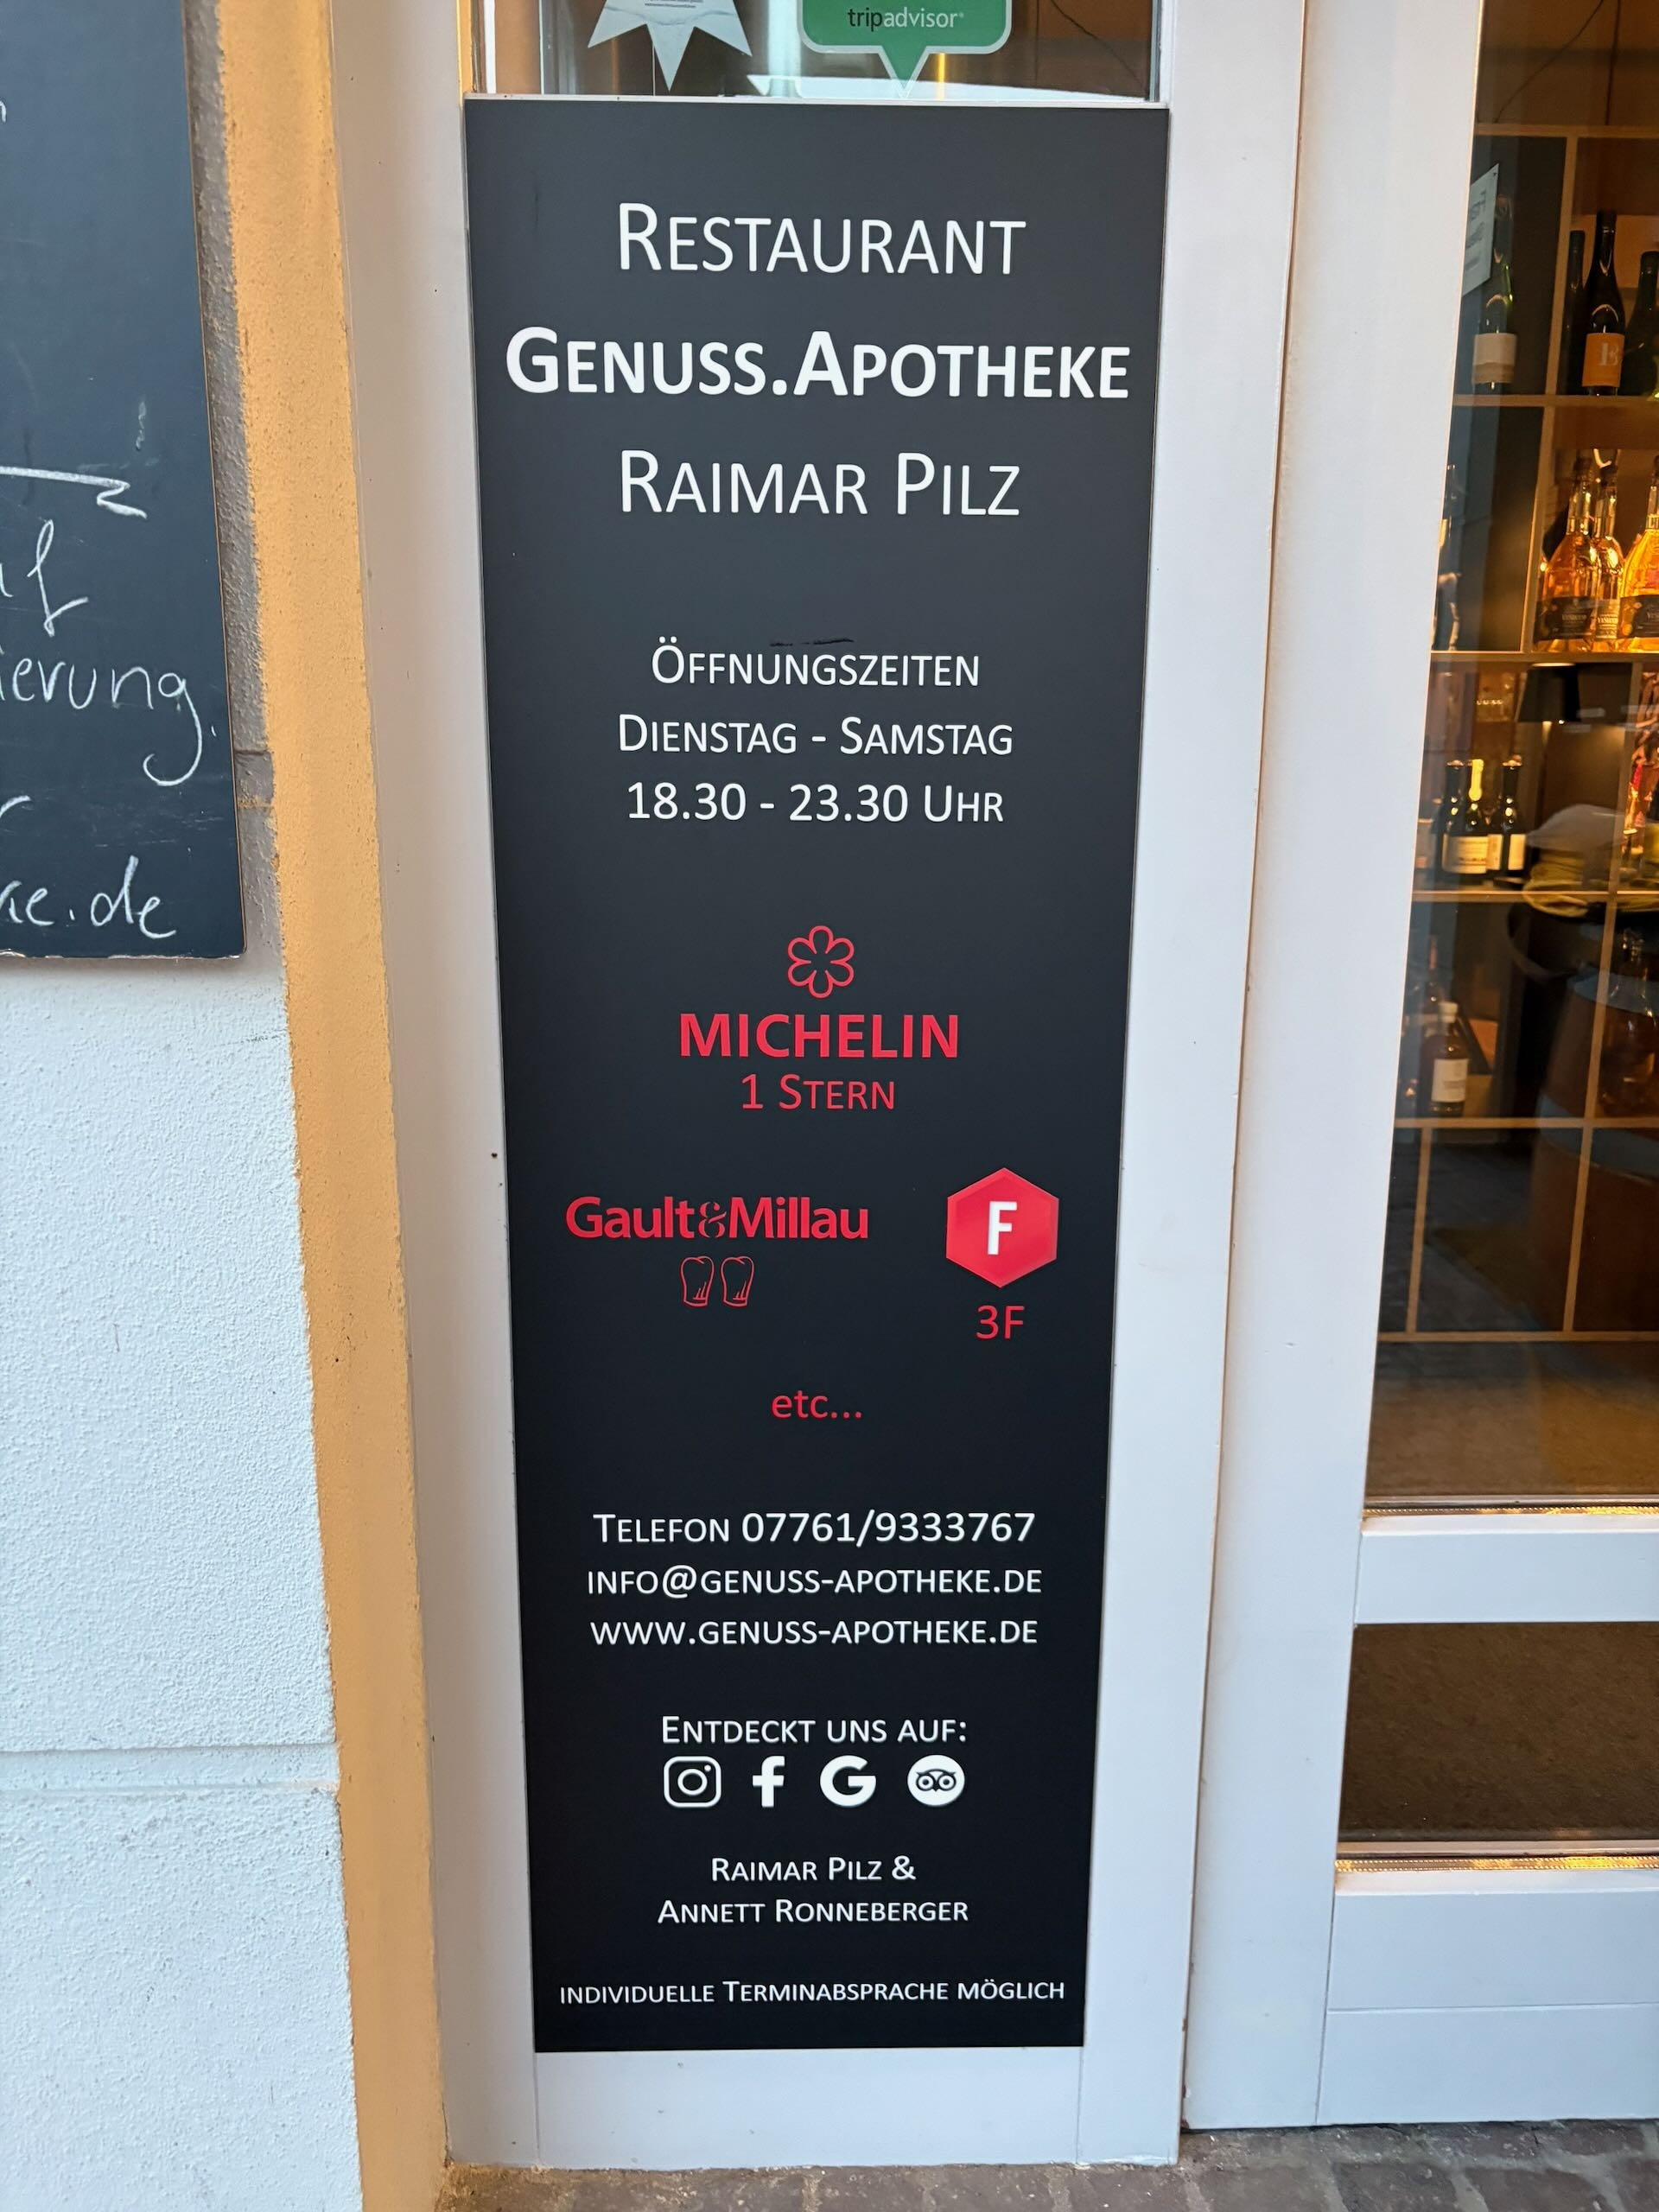 tripadvisor
RESTAURANT
GENUSS.APOTHEKE
RAIMAR PILZ
ÖFFNUNGSZEITEN
DIENSTAG - SAMSTAG
18.30 - 23.30 UHR
MICHELIN
1 STERN
Gault&Millau
F
3F
etc...
TELEFON 07761/9333767
INFO@GENUSS-APOTHEKE.DE
WWW.GENUSS-APOTHEKE.DE
ENTDECKT UNS AUF:
RAIMAR PILZ &
ANNETT RONNEBERGER
INDIVIDUELLE TERMINABSPRACHE MÖGLICH